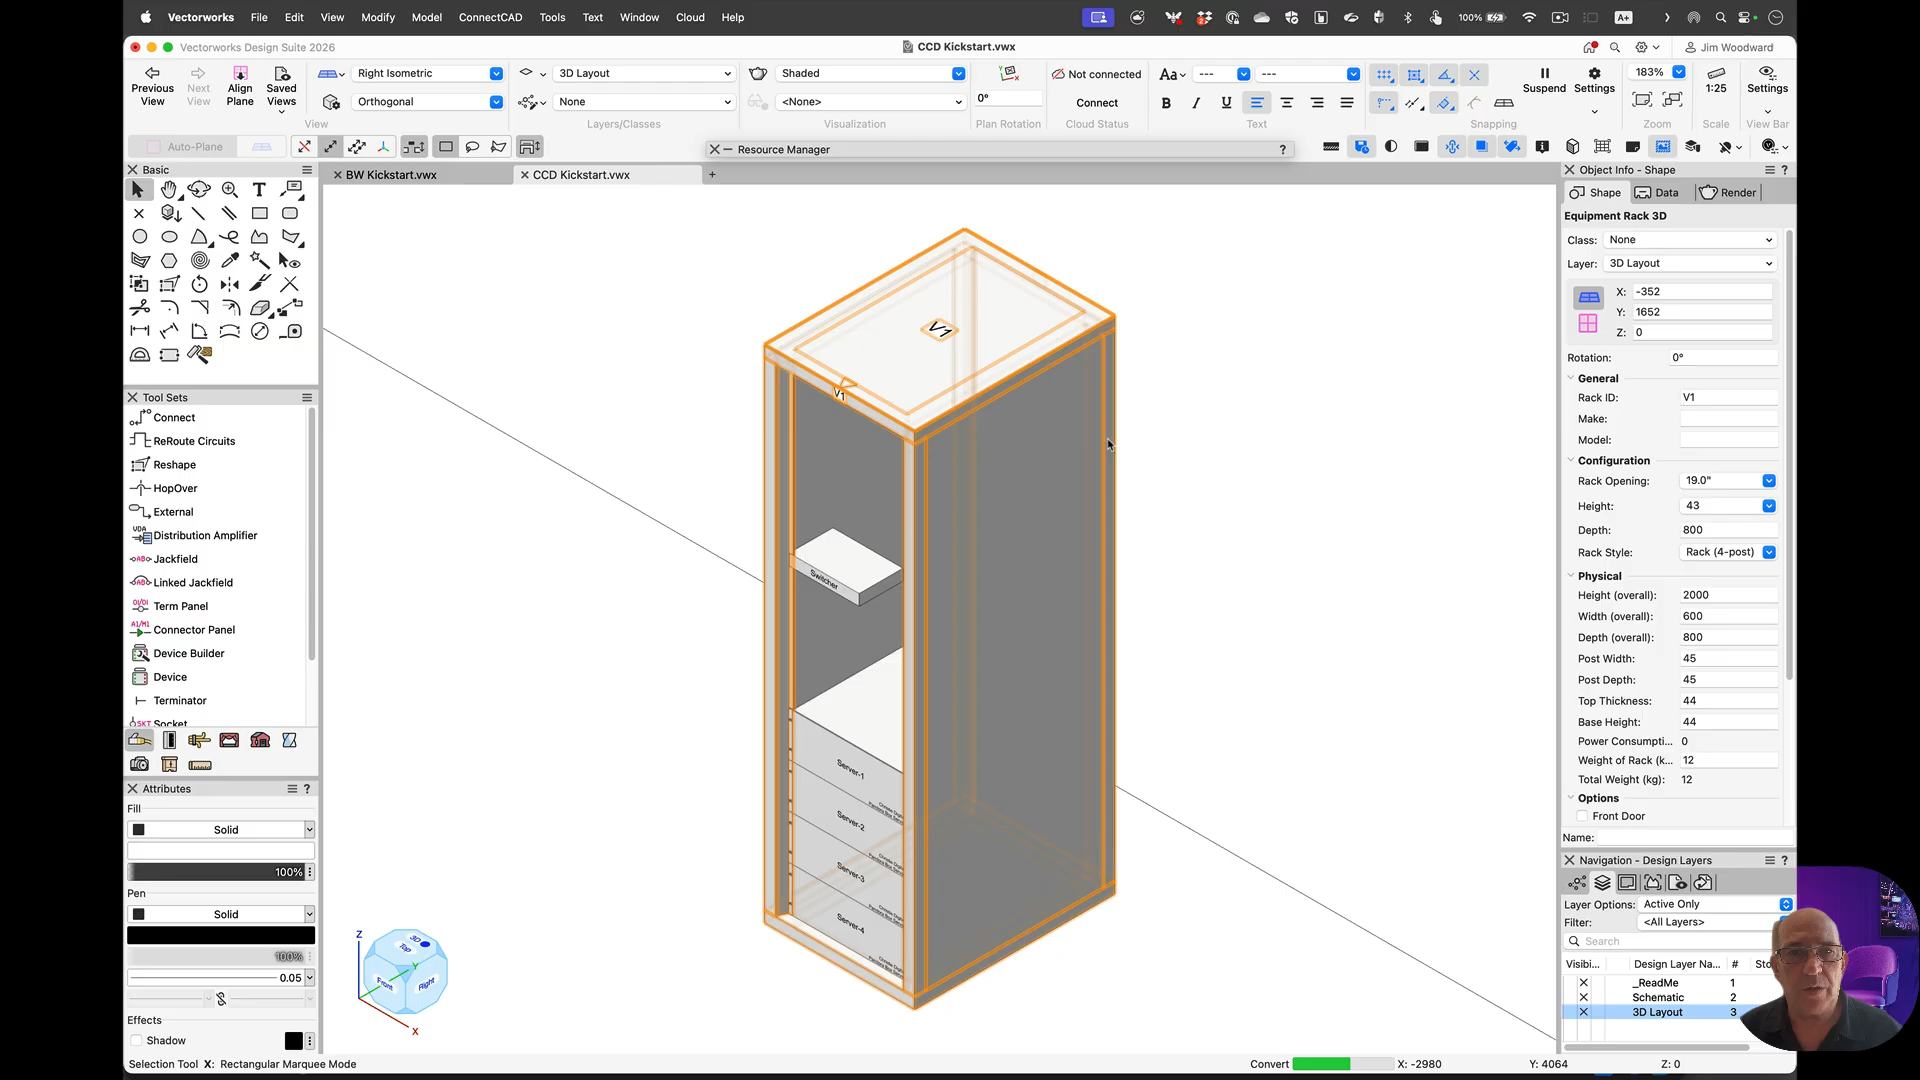 Vectorworks File Edit View Modify Model ConnectCAD Tools Text Window Cloud Help
100%
A+
Vectorworks Design Suite 2026
CCD Kickstart.vwx
Jim Woodward
Previous View
Next View
Align Plane
Saved Views
Right Isometric
Orthogonal
View
3D Layout
None
Layers/Classes
Shaded
<None>
Visualization
0°
Plan Rotation
Not connected
Connect
Cloud Status
Aa
---
---
B I U
Text
Suspend
Settings
Snapping
183%
Zoom
1:25
Scale
Settings
View Bar
Auto-Plane
Resource Manager
?
BW Kickstart.vwx
CCD Kickstart.vwx
+
Basic
T
Tool Sets
Connect
ReRoute Circuits
Reshape
HopOver
External
Distribution Amplifier
Jackfield
Linked Jackfield
Term Panel
Connector Panel
Device Builder
Device
Terminator
Socket
Attributes
?
Fill
Solid
100%
Pen
Solid
100%
0.05
Effects
Shadow
Selection Tool X: Rectangular Marquee Mode
V1
V1
Switcher
Server-1
Server-2
Server-3
Server-4
Z
3D
Top
Y
Front
Right
X
Convert
X: -2980
Y: 4064
Z: 0
Object Info - Shape
?
Shape
Data
Render
Equipment Rack 3D
Class: None
Layer: 3D Layout
X: -352
Y: 1652
Z: 0
Rotation: 0°
General
Rack ID: V1
Make:
Model:
Configuration
Rack Opening: 19.0"
Height: 43
Depth: 800
Rack Style: Rack (4-post)
Physical
Height (overall): 2000
Width (overall): 600
Depth (overall): 800
Post Width: 45
Post Depth: 45
Top Thickness: 44
Base Height: 44
Power Consumpti... 0
Weight of Rack (k... 12
Total Weight (kg): 12
Options
Front Door
Name:
Navigation - Design Layers
?
Layer Options: Active Only
Filter: <All Layers>
Search
Visibi... Design Layer Na... # Sto
_ReadMe 1
Schematic 2
3D Layout 3